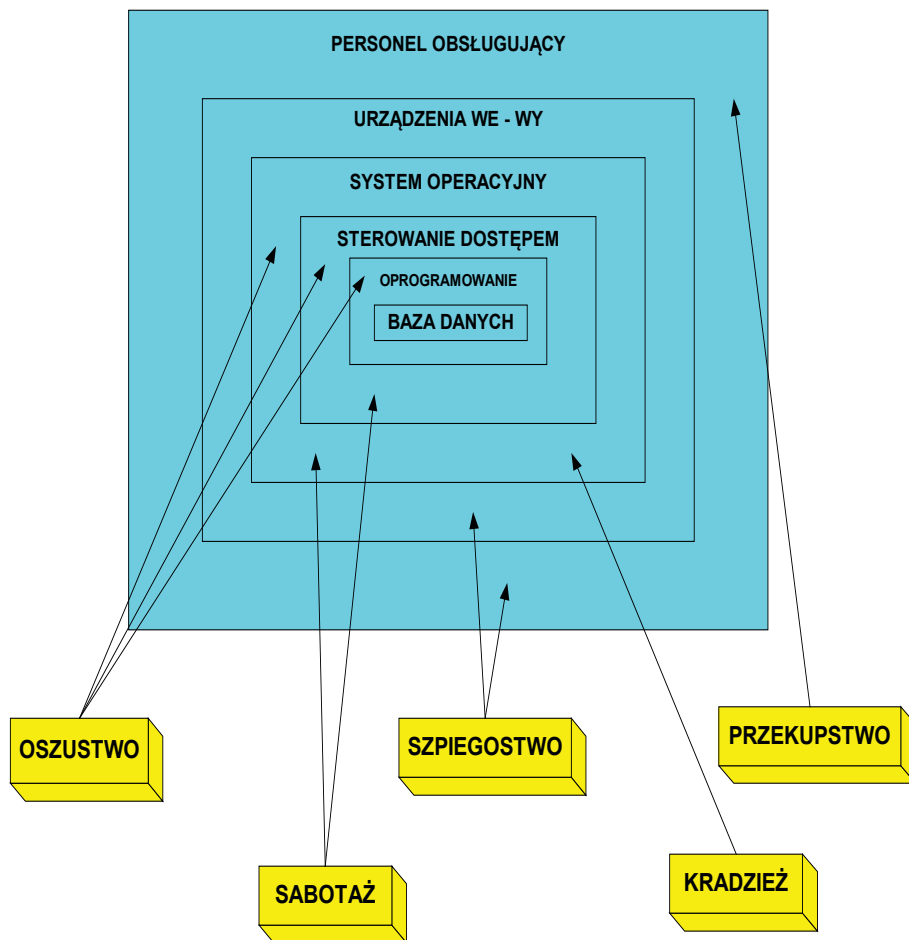 PERSONEL OBSŁUGUJĄCY
URZĄDZENIA WE - WY
SYSTEM OPERACYJNY
STEROWANIE DOSTĘPEM
OPROGRAMOWANIE
BAZA DANYCH
OSZUSTWO
SZPIEGOSTWO
PRZEKUPSTWO
SABOTAŻ
KRADZIEŻ